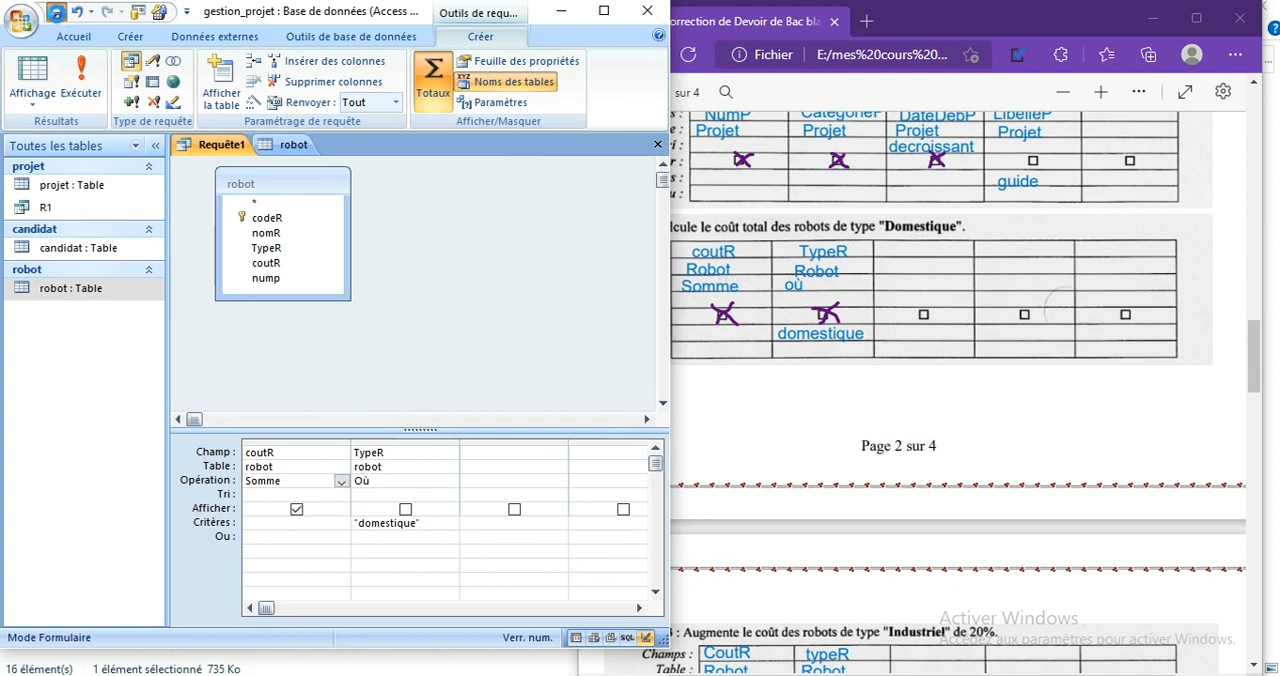 gestion_projet : Base de données (Access ...
Outils de requ...
Accueil
Créer
Données externes
Outils de base de données
Créer
Affichage
Exécuter
Résultats
Type de requête
Afficher
la table
Insérer des colonnes
Supprimer colonnes
Renvoyer :
Tout
Paramétrage de requête
Totaux
Feuille des propriétés
Noms des tables
Paramètres
Afficher/Masquer
Toutes les tables
projet
projet : Table
R1
candidat
candidat : Table
robot
robot : Table
Requête1
robot
robot
*
codeR
nomR
TypeR
coutR
nump
Champ : coutR TypeR
Table : robot robot
Opération : Somme Où
Tri :
Afficher :
Critères : "domestique"
Ou :
Mode Formulaire
Verr. num.
SQL
16 élément(s) 1 élément sélectionné 735 Ko
orrection de Devoir de Bac bla
Fichier
E:/mes%20cours%20...
sur 4
NumP CategorieP DateDebP LibelleP
Projet Projet Projet Projet
decroissant
guide
lcule le coût total des robots de type "Domestique".
coutR TypeR
Robot Robot
Somme où
domestique
Page 2 sur 4
Activer Windows
Accédez aux paramètres pour activer Windows.
: Augmente le coût des robots de type "Industriel" de 20%.
Champs : CoutR typeR
Table : Robot Robot